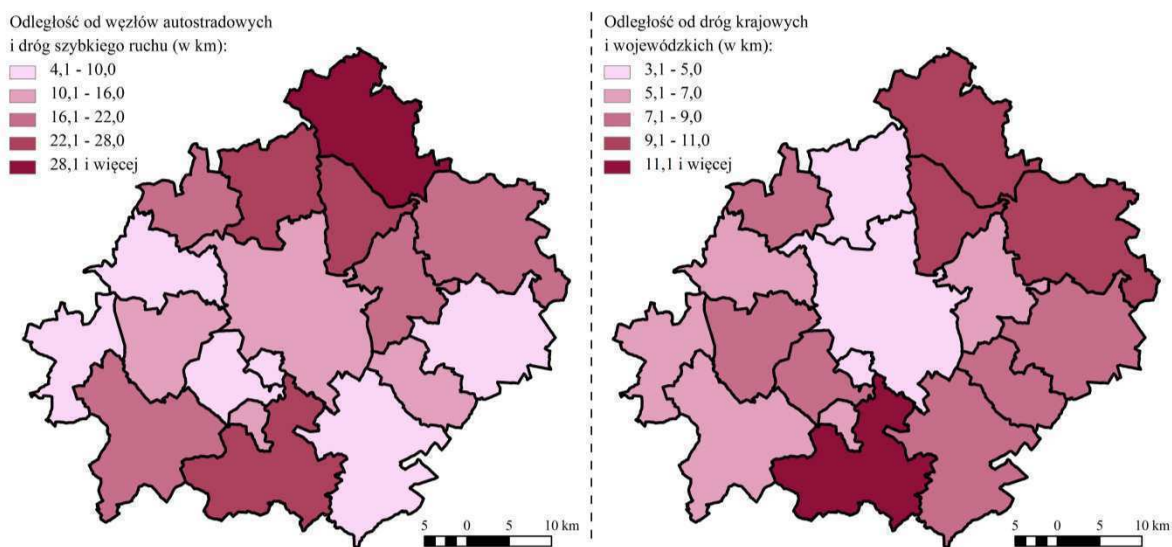 Odległość od węzłów autostradowych
i dróg szybkiego ruchu (w km):
4,1 - 10,0
10,1 - 16,0
16,1 - 22,0
22,1 - 28,0
28,1 i więcej
5 0 5 10 km
Odległość od dróg krajowych
i wojewódzkich (w km):
3,1 - 5,0
5,1 - 7,0
7,1 - 9,0
9,1 - 11,0
11,1 i więcej
5 0 5 10 km